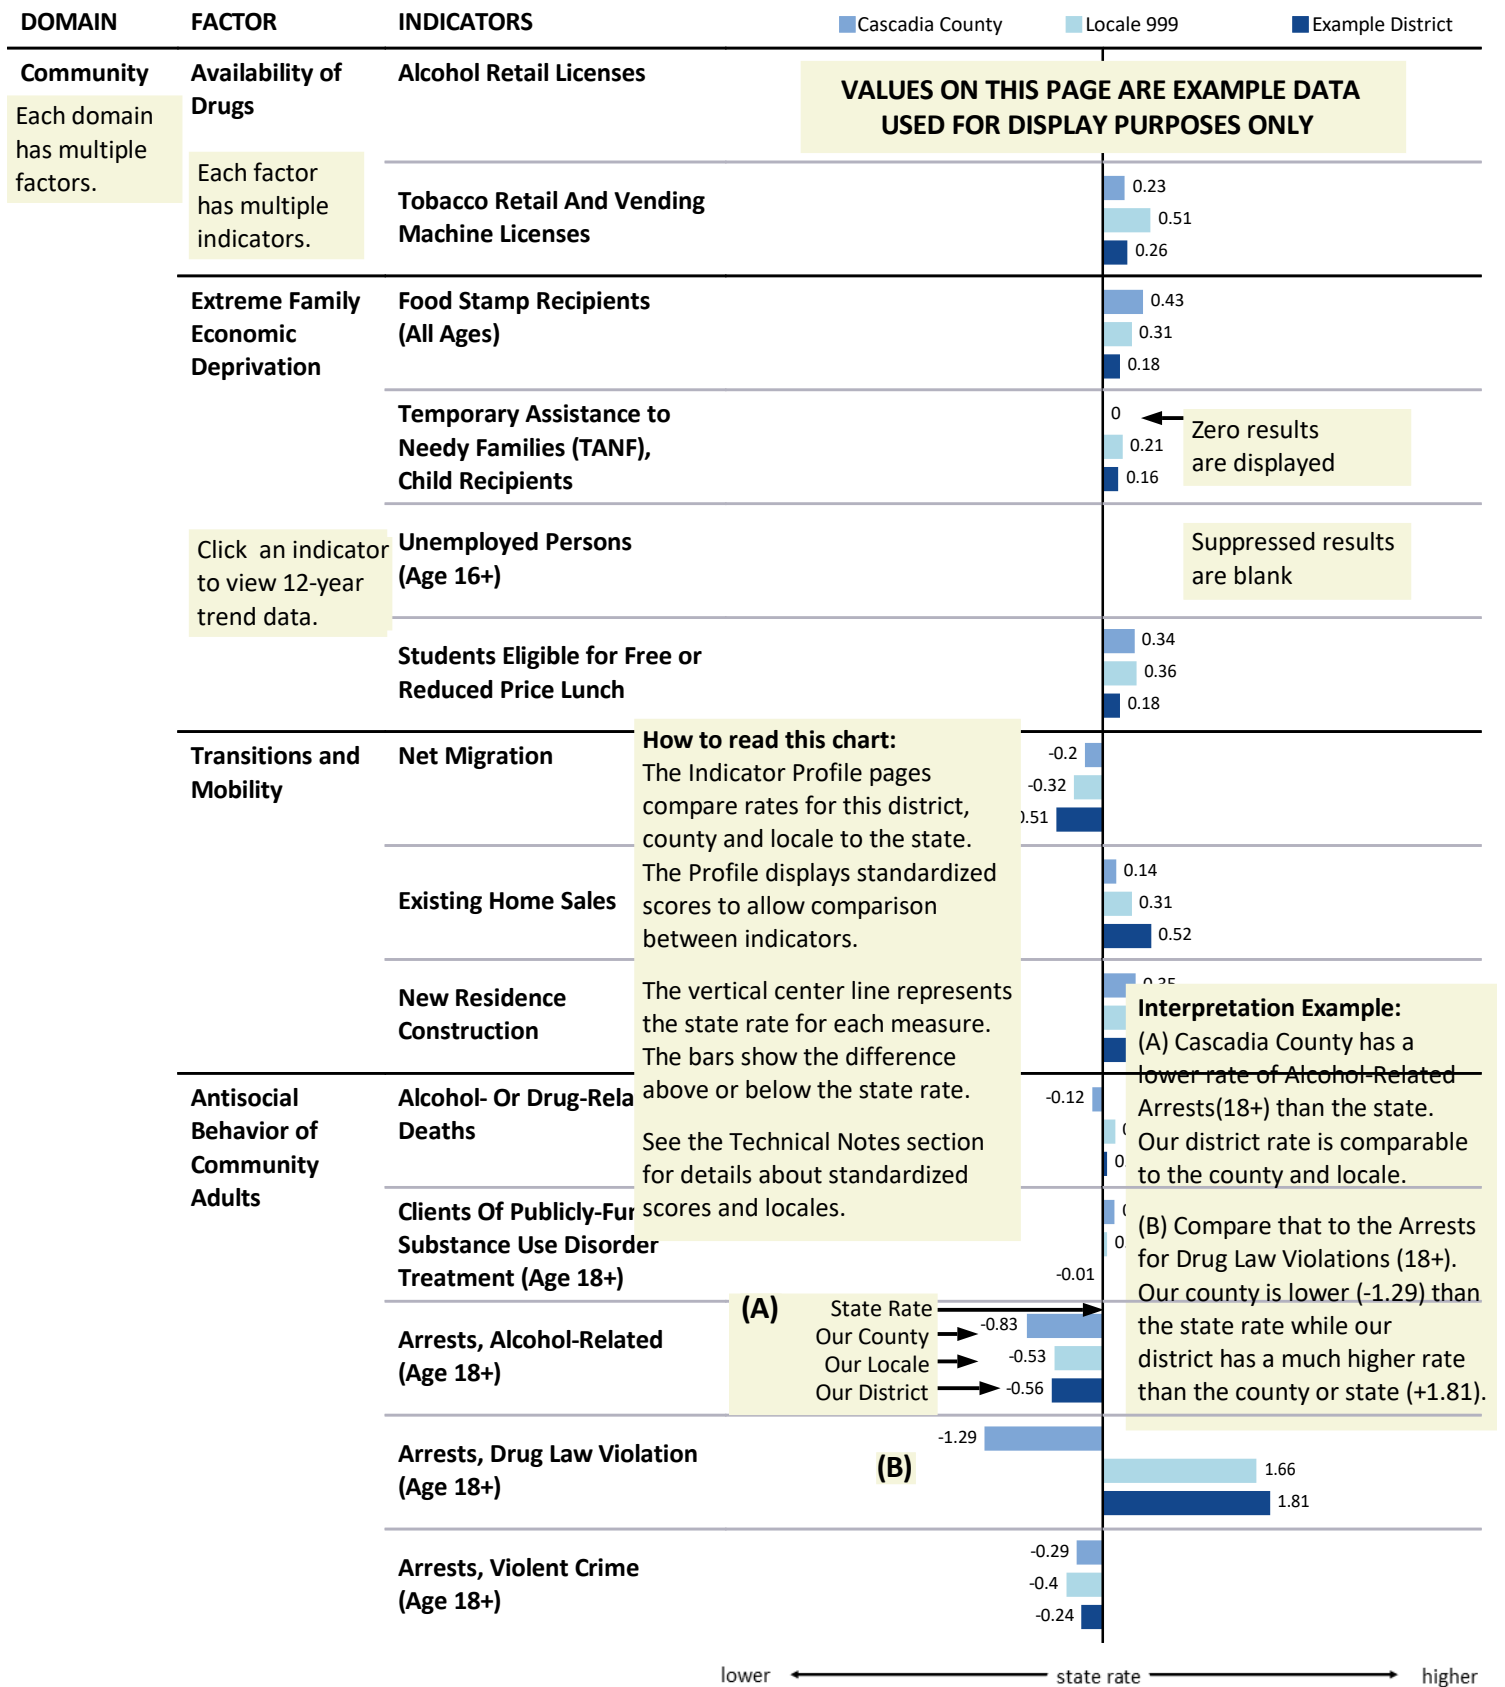 DOMAIN FACTOR INDICATORS Cascadia County Locale 999 Example District
Community
Each domain
has multiple
factors.
Availability of
Drugs
Each factor
has multiple
indicators.
Alcohol Retail Licenses
VALUES ON THIS PAGE ARE EXAMPLE DATA
USED FOR DISPLAY PURPOSES ONLY
Tobacco Retail And Vending
Machine Licenses
0.23
0.51
0.26
Extreme Family
Economic
Deprivation
Food Stamp Recipients
(All Ages)
0.43
0.31
0.18
Temporary Assistance to
Needy Families (TANF),
Child Recipients
0
0.21
0.16
Zero results
are displayed
Click an indicator
to view 12-year
trend data.
Unemployed Persons
(Age 16+)
Suppressed results
are blank
Students Eligible for Free or
Reduced Price Lunch
0.34
0.36
0.18
Transitions and
Mobility
Net Migration
-0.2
-0.32
.51
How to read this chart:
The Indicator Profile pages
compare rates for this district,
county and locale to the state.
The Profile displays standardized
scores to allow comparison
between indicators.
The vertical center line represents
the state rate for each measure.
The bars show the difference
above or below the state rate.
See the Technical Notes section
for details about standardized
scores and locales.
Existing Home Sales
0.14
0.31
0.52
New Residence
Construction
Interpretation Example:
(A) Cascadia County has a
lower rate of Alcohol-Related
Arrests(18+) than the state.
Our district rate is comparable
to the county and locale.
(B) Compare that to the Arrests
for Drug Law Violations (18+).
Our county is lower (-1.29) than
the state rate while our
district has a much higher rate
than the county or state (+1.81).
Antisocial
Behavior of
Community
Adults
Alcohol- Or Drug-Rela
Deaths
-0.12
0.
Clients Of Publicly-Fun
Substance Use Disorder
Treatment (Age 18+)
0.
-0.01
Arrests, Alcohol-Related
(Age 18+)
(A)
State Rate
Our County
Our Locale
Our District
-0.83
-0.53
-0.56
Arrests, Drug Law Violation
(Age 18+)
(B)
-1.29
1.66
1.81
Arrests, Violent Crime
(Age 18+)
-0.29
-0.4
-0.24
lower state rate higher